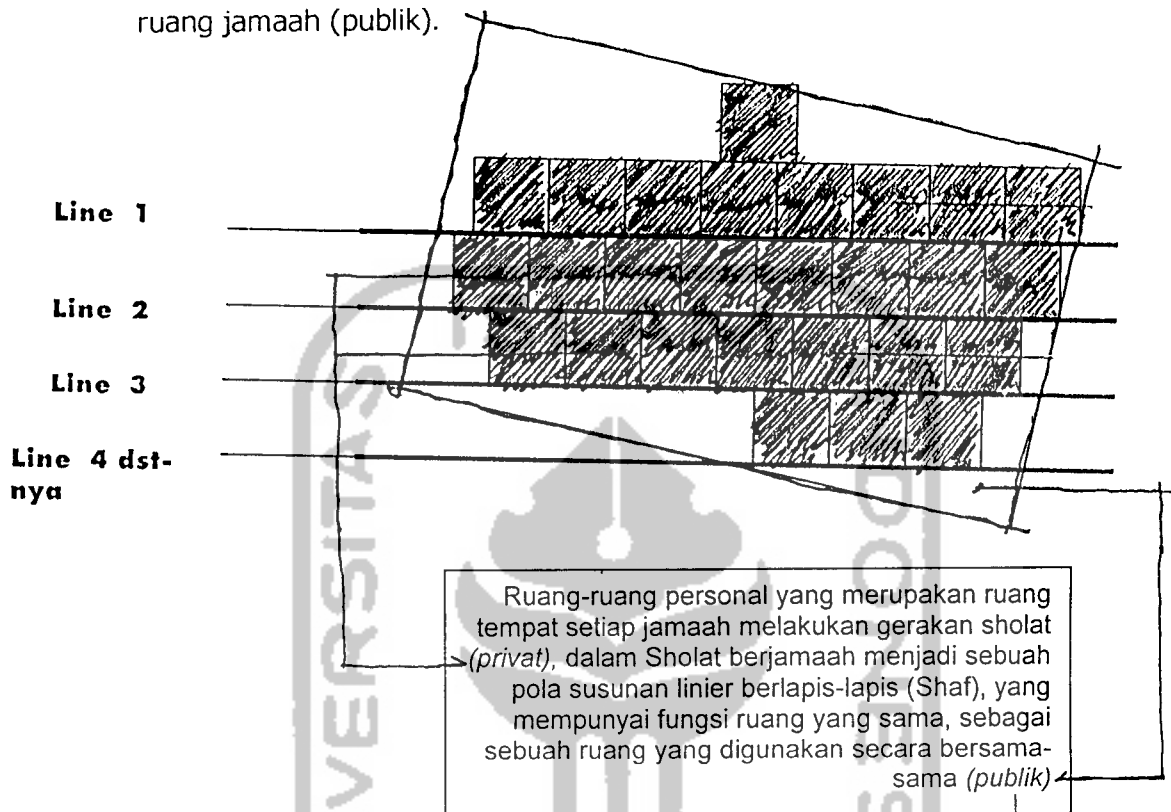 ruang jamaah (publik).
Line 1
Line 2
Line 3
Line 4 dst-
nya
Ruang-ruang personal yang merupakan ruang
tempat setiap jamaah melakukan gerakan sholat
(privat), dalam Sholat berjamaah menjadi sebuah
pola susunan linier berlapis-lapis (Shaf), yang
mempunyai fungsi ruang yang sama, sebagai
sebuah ruang yang digunakan secara bersama-
sama (publik)